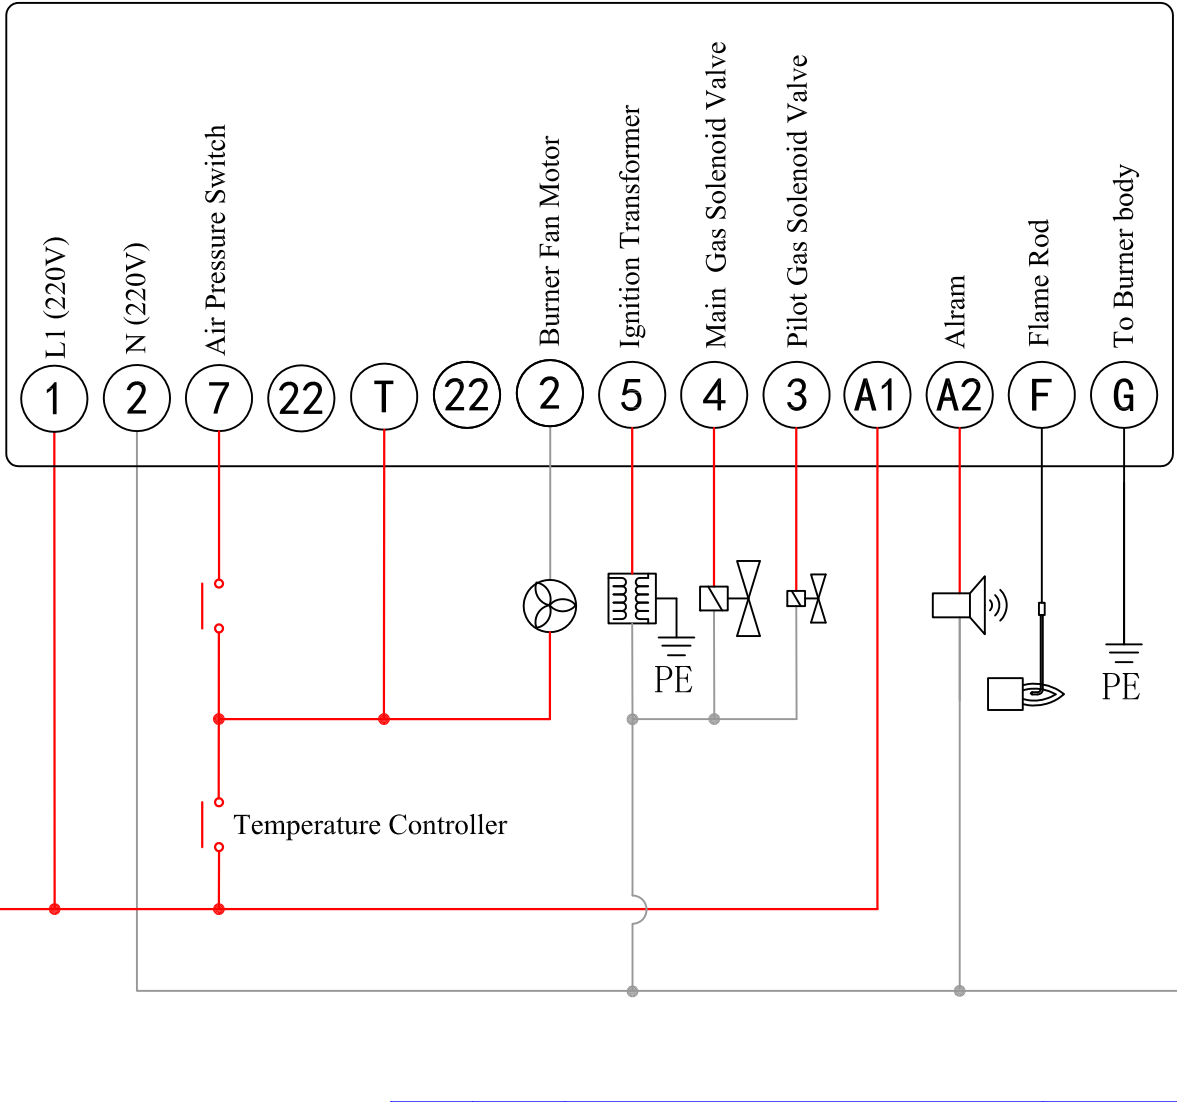 L1 (220V)
N (220V)
Air Pressure Switch
Burner Fan Motor
Ignition Transformer
Main Gas Solenoid Valve
Pilot Gas Solenoid Valve
Alram
Flame Rod
To Burner body
1 2 7 22 T 22 2 5 4 3 A1 A2 F G
PE
PE
Temperature Controller